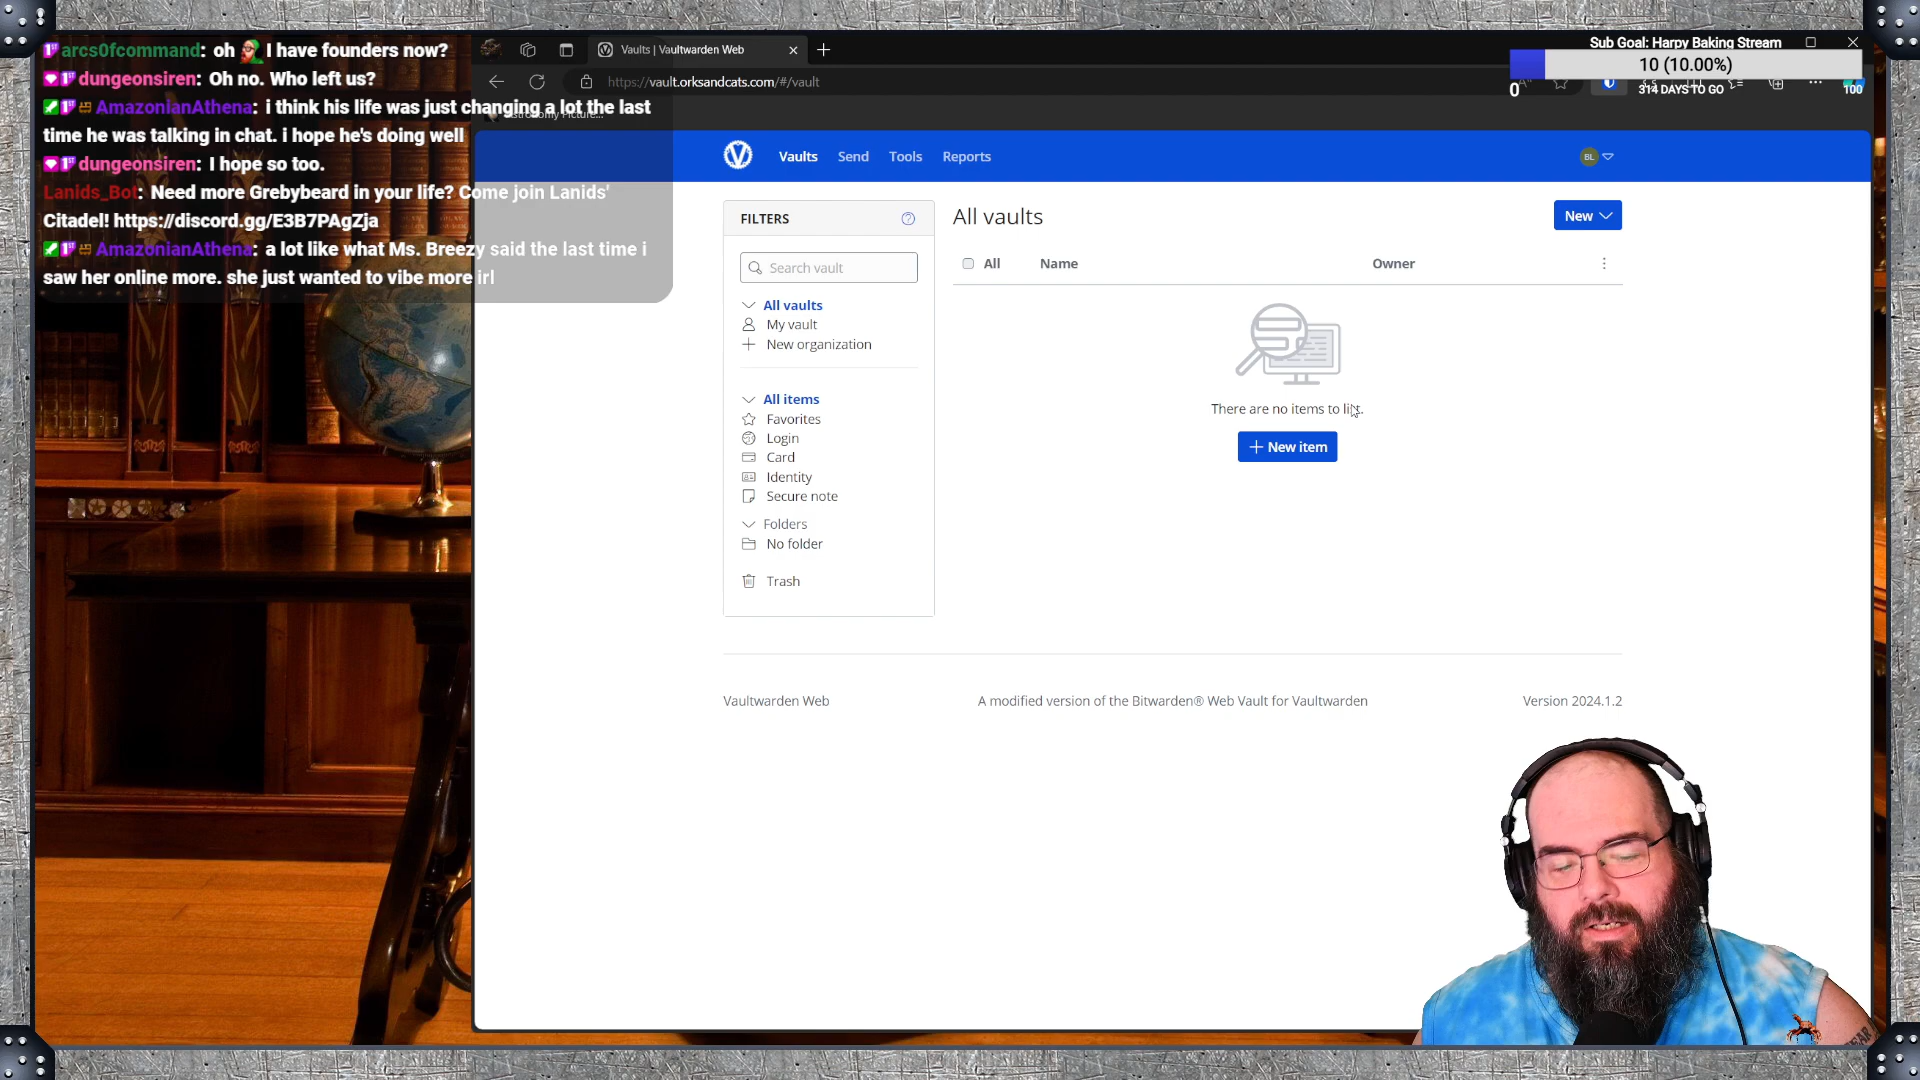 arcs0fcommand: oh I have founders now?
dungeonsiren: Oh no. Who left us?
AmazonianAthena: i think his life was just changing a lot the last
time he was talking in chat. i hope he's doing well
dungeonsiren: I hope so too.
Lanids_Bot: Need more Grebybeard in your life? Come join Lanids'
Citadel! https://discord.gg/E3B7PAgZja
AmazonianAthena: a lot like what Ms. Breezy said the last time i
saw her online more. she just wanted to vibe more irl
Vaults | Vaultwarden Web
https://vault.orksandcats.com/#/vault
Astronomy Picture...
Sub Goal: Harpy Baking Stream
10 (10.00%)
0
314 DAYS TO GO
100
Vaults
Send
Tools
Reports
BL
FILTERS
Search vault
All vaults
My vault
New organization
All items
Favorites
Login
Card
Identity
Secure note
Folders
No folder
Trash
All vaults
New
All
Name
Owner
There are no items to list.
New item
Vaultwarden Web
A modified version of the Bitwarden® Web Vault for Vaultwarden
Version 2024.1.2